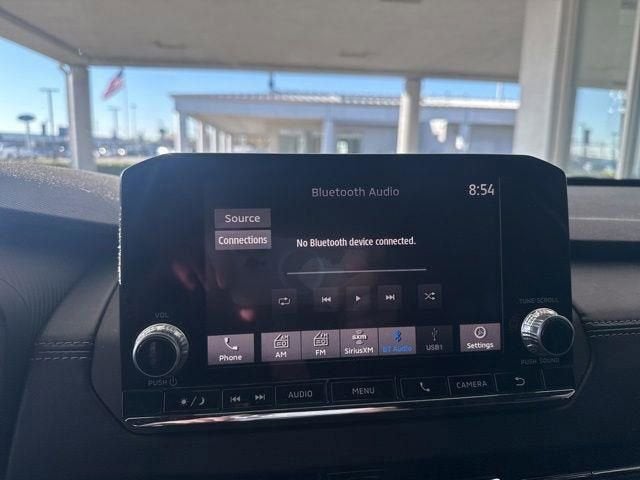 Bluetooth Audio
8:54
Source
Connections
No Bluetooth device connected.
VOL
TUNE·SCROLL
Phone
AM
FM
sxm
SiriusXM
BT Audio
USB1
Settings
PUSH
PUSH SOUND
AUDIO
MENU
CAMERA